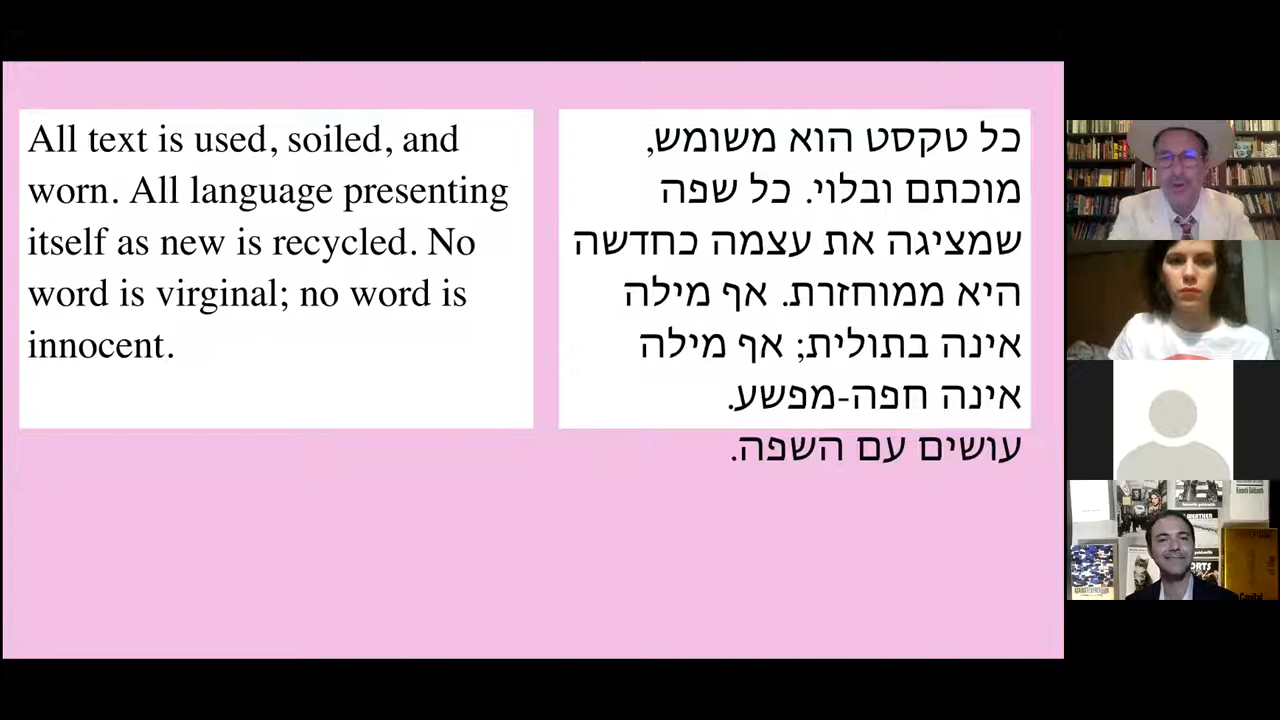 All text is used, soiled, and
worn. All language presenting
itself as new is recycled. No
word is virginal; no word is
innocent.
כל טקסט הוא משומש,
מוכתם ובלוי. כל שפה
שמציגה את עצמה כחדשה
היא ממוחזרת. אף מילה
אינה בתולית; אף מילה
אינה חפה-מפשע.
עושים עם השפה.